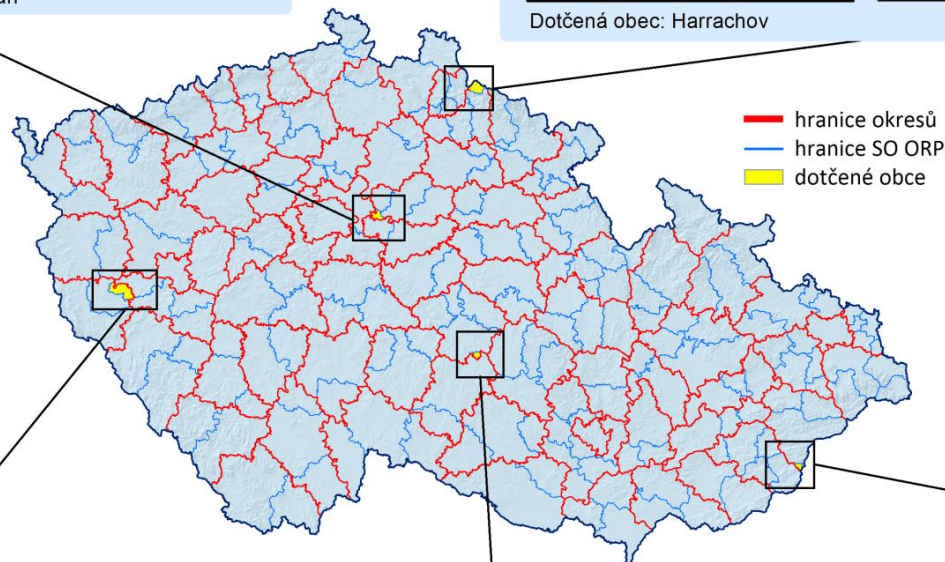 Dotčená obec: Harrachov
hranice okresů
hranice SO ORP
dotčené obce